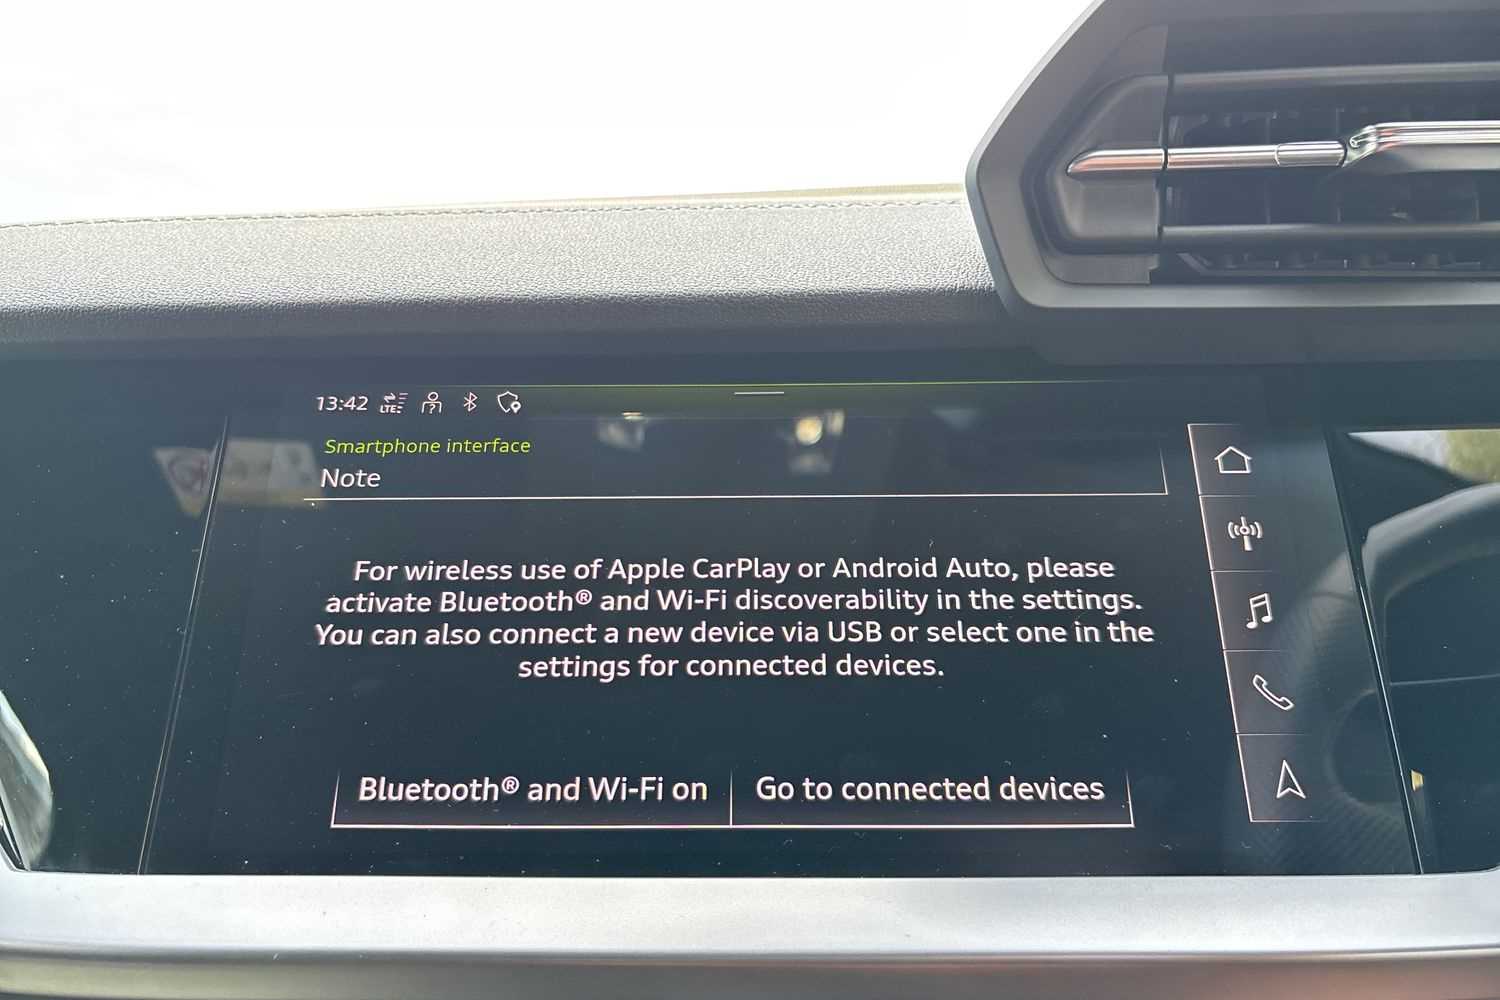 13:42 LTE
Smartphone interface
Note
For wireless use of Apple CarPlay or Android Auto, please
activate Bluetooth® and Wi-Fi discoverability in the settings.
You can also connect a new device via USB or select one in the
settings for connected devices.
Bluetooth® and Wi-Fi on
Go to connected devices